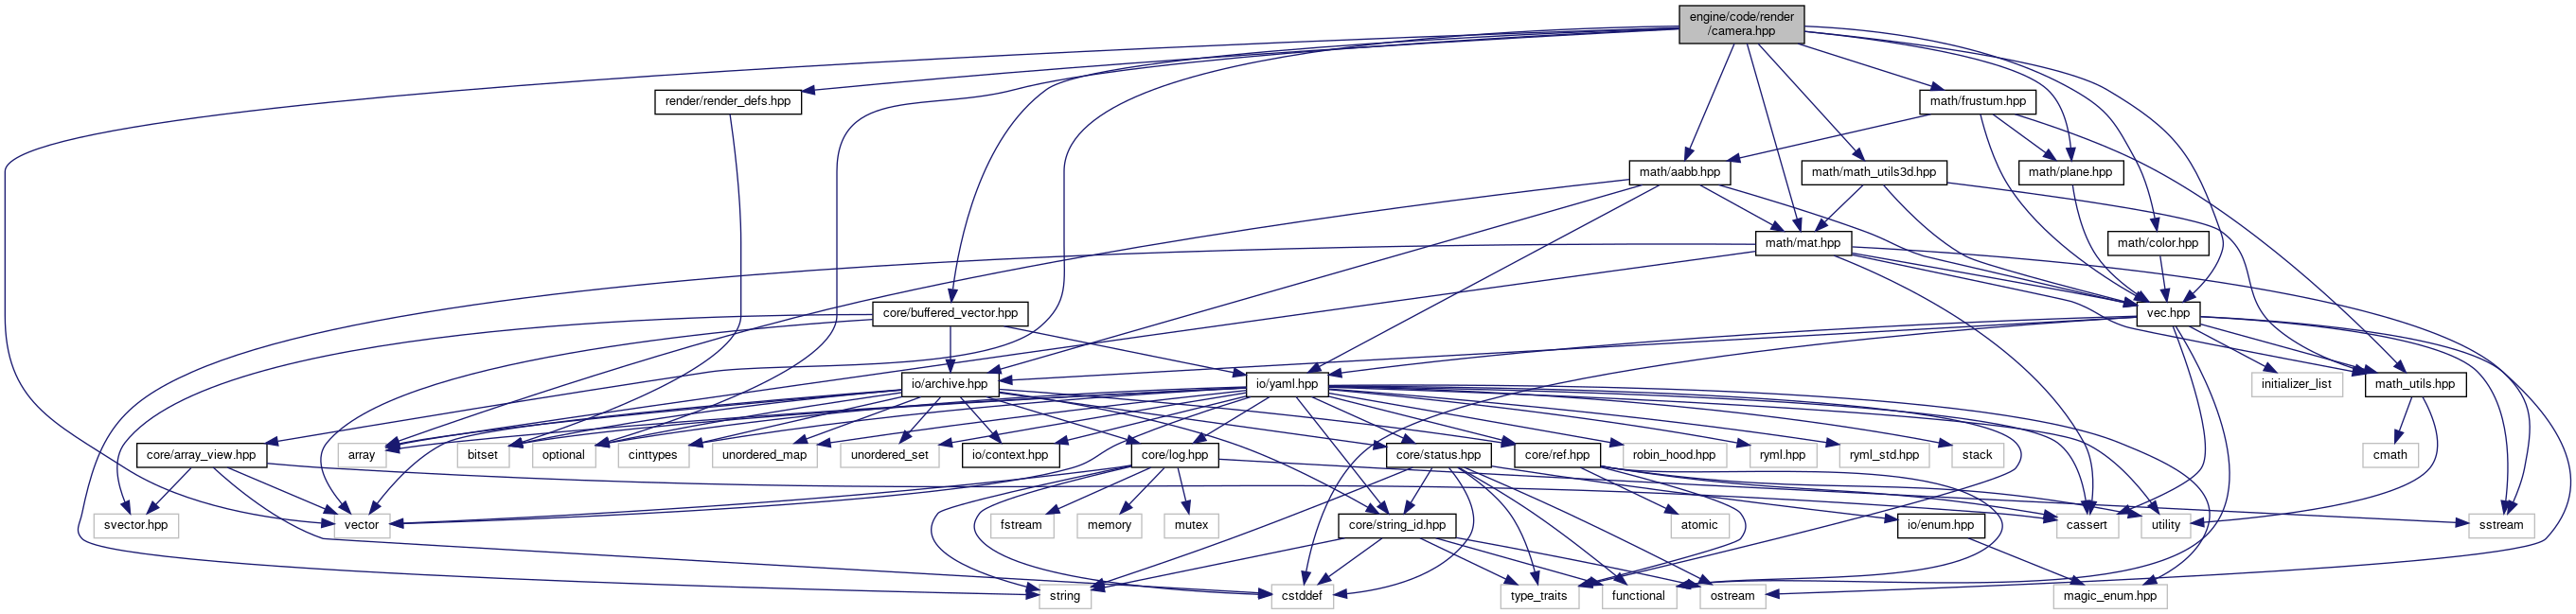 engine/code/render
/camera.hpp
render/render_defs.hpp
math/frustum.hpp
math/aabb.hpp
math/math_utils3d.hpp
math/plane.hpp
math/mat.hpp
math/color.hpp
core/buffered_vector.hpp
vec.hpp
io/archive.hpp
io/yaml.hpp
initializer_list
math_utils.hpp
core/array_view.hpp
array
bitset
optional
cinttypes
unordered_map
unordered_set
io/context.hpp
core/log.hpp
core/status.hpp
core/ref.hpp
robin_hood.hpp
ryml.hpp
ryml_std.hpp
stack
cmath
svector.hpp
vector
fstream
memory
mutex
core/string_id.hpp
atomic
io/enum.hpp
cassert
utility
sstream
string
cstddef
type_traits
functional
ostream
magic_enum.hpp